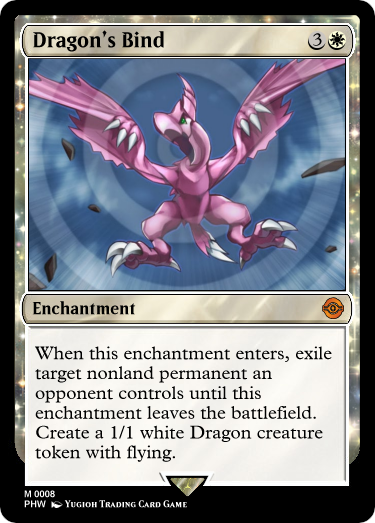 Dragon's Bind 3
Enchantment
When this enchantment enters, exile
target nonland permanent an
opponent controls until this
enchantment leaves the battlefield.
Create a 1/1 white Dragon creature
token with flying.
M 0008
PHW Yugioh Trading Card Game